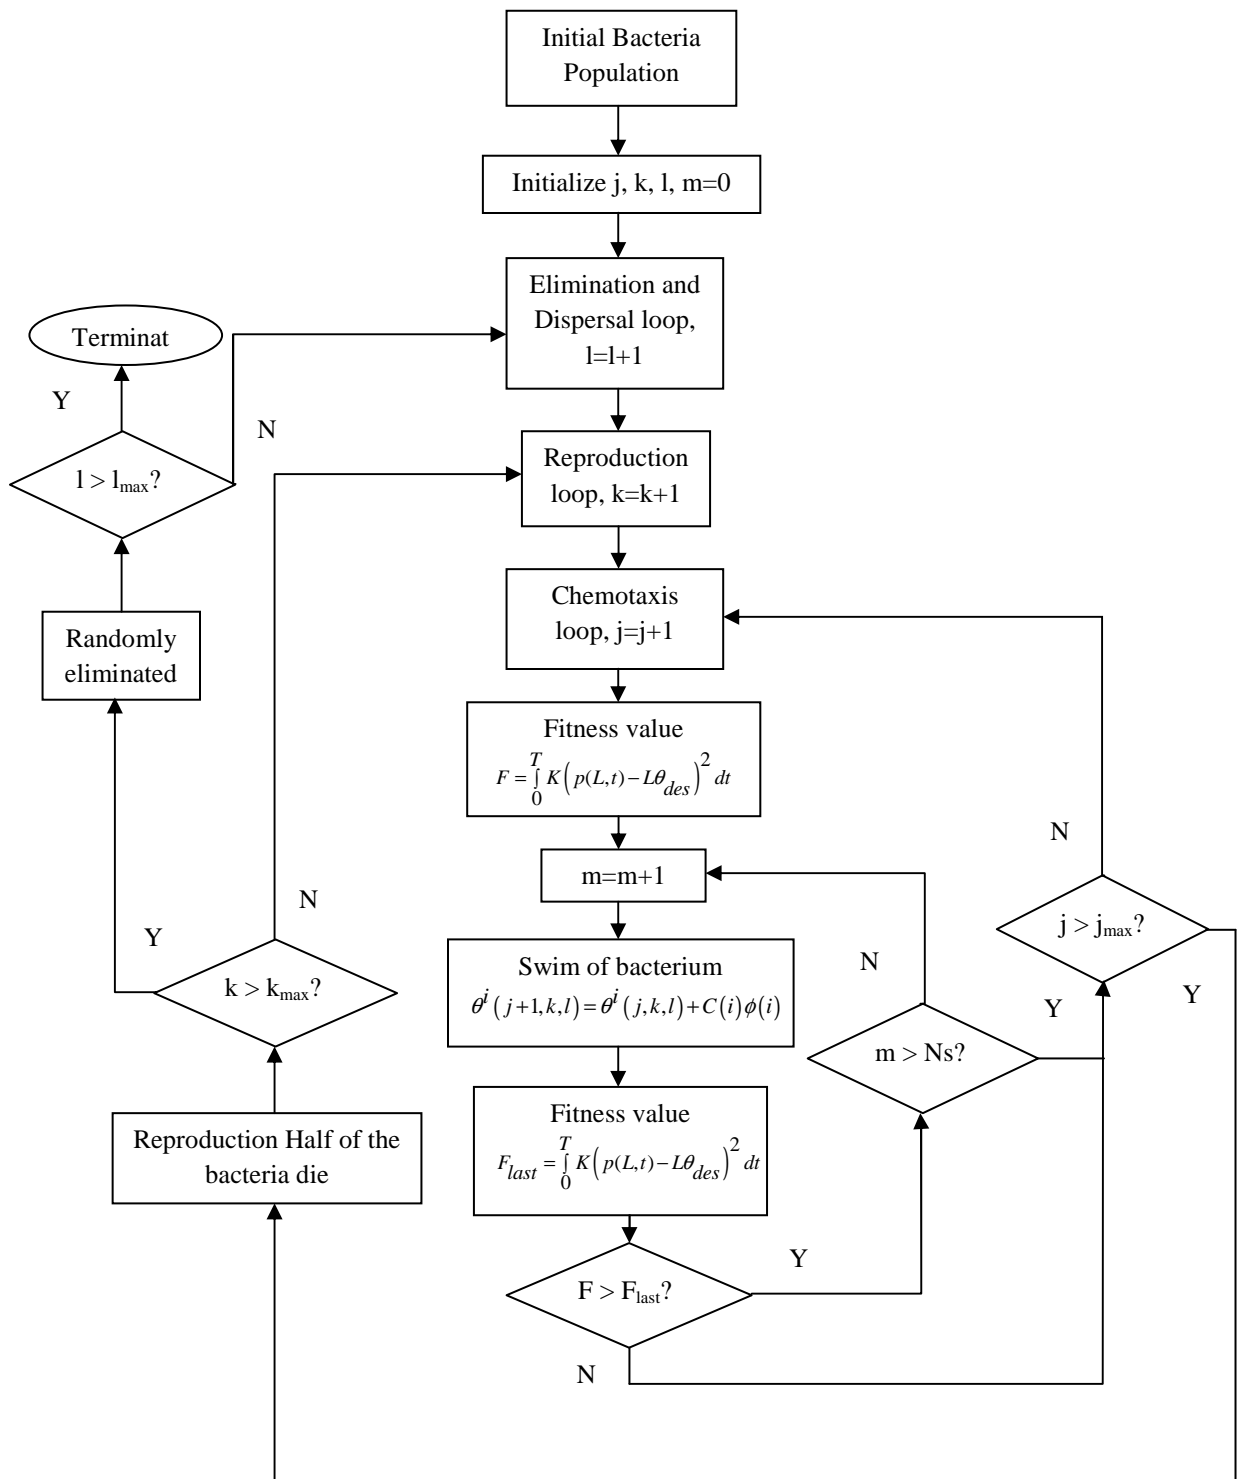 Initial Bacteria
Population
Initialize j, k, l, m=0
Elimination and
Dispersal loop,
l=l+1
Terminat
Y
N
l > lmax?
Reproduction
loop, k=k+1
Chemotaxis
loop, j=j+1
Randomly
eliminated
Fitness value
F = ∫₀ᵀ K(p(L,t) − Lθdes)² dt
N
m=m+1
N
Y
j > jmax?
k > kmax?
Swim of bacterium
θⁱ(j+1,k,l) = θⁱ(j,k,l) + C(i)ϕ(i)
N
Y
Y
m > Ns?
Reproduction Half of the
bacteria die
Fitness value
Flast = ∫₀ᵀ K(p(L,t) − Lθdes)² dt
Y
F > Flast?
N